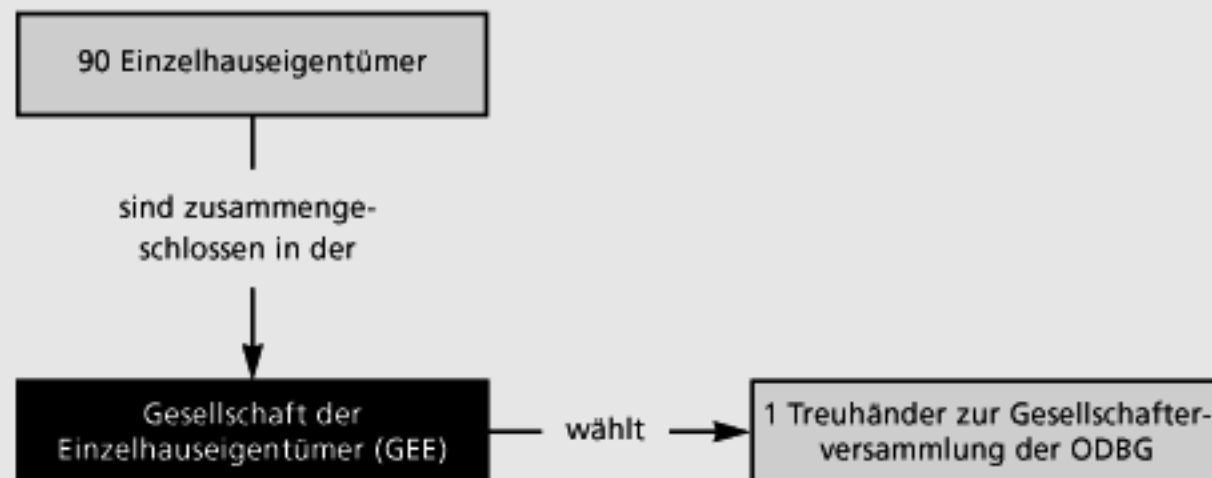 90 Einzelhauseigentümer
sind zusammenge-
schlossen in der
Gesellschaft der
Einzelhauseigentümer (GEE)
wählt
1 Treuhänder zur Gesellschafter-
versammlung der ODBG